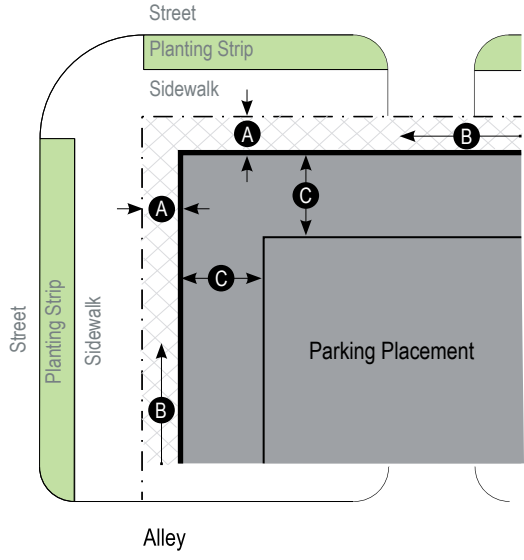 Street
Planting Strip
Sidewalk
A
B
A
C
C
Street
Planting Strip
Sidewalk
Parking Placement
B
Alley